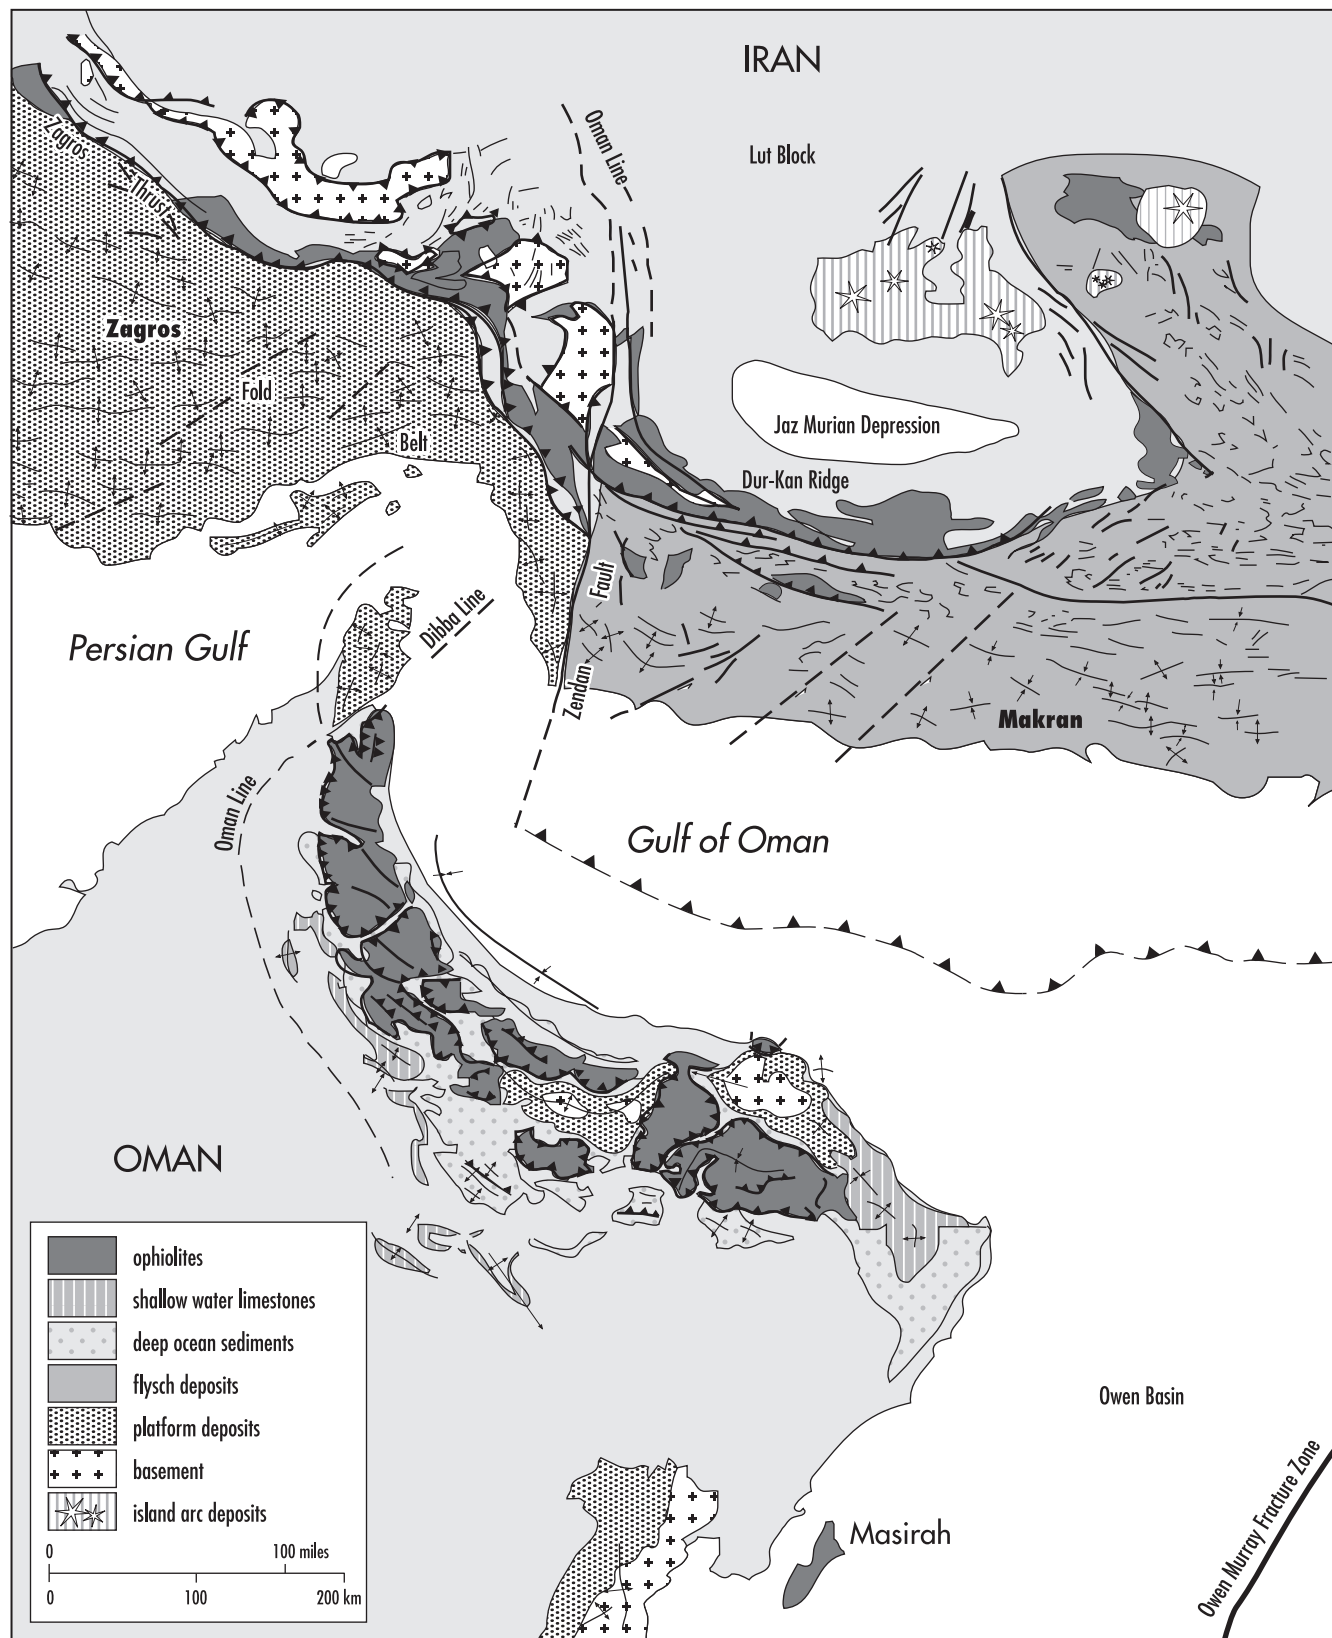 IRAN
Oman Line
Lut Block
Zagros
Thrust
Zagros
Fold
Belt
Jaz Murian Depression
Dur-Kan Ridge
Fault
Zendan
Dibba Line
Persian Gulf
Makran
Oman Line
Gulf of Oman
OMAN
ophiolites
shallow water limestones
deep ocean sediments
flysch deposits
platform deposits
basement
island arc deposits
0 100 miles
0 100 200 km
Owen Basin
Masirah
Owen Murray Fracture Zone